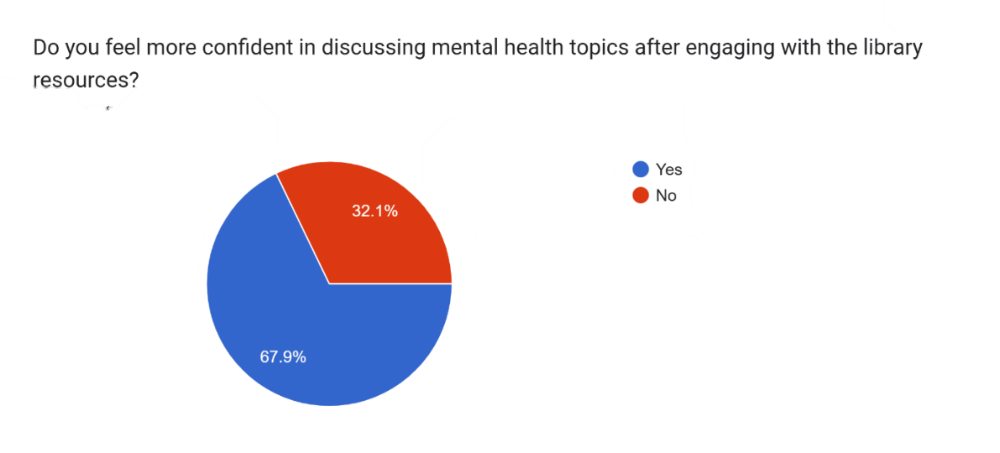 Do you feel more confident in discussing mental health topics after engaging with the library
resources?
Yes
No
32.1%
67.9%